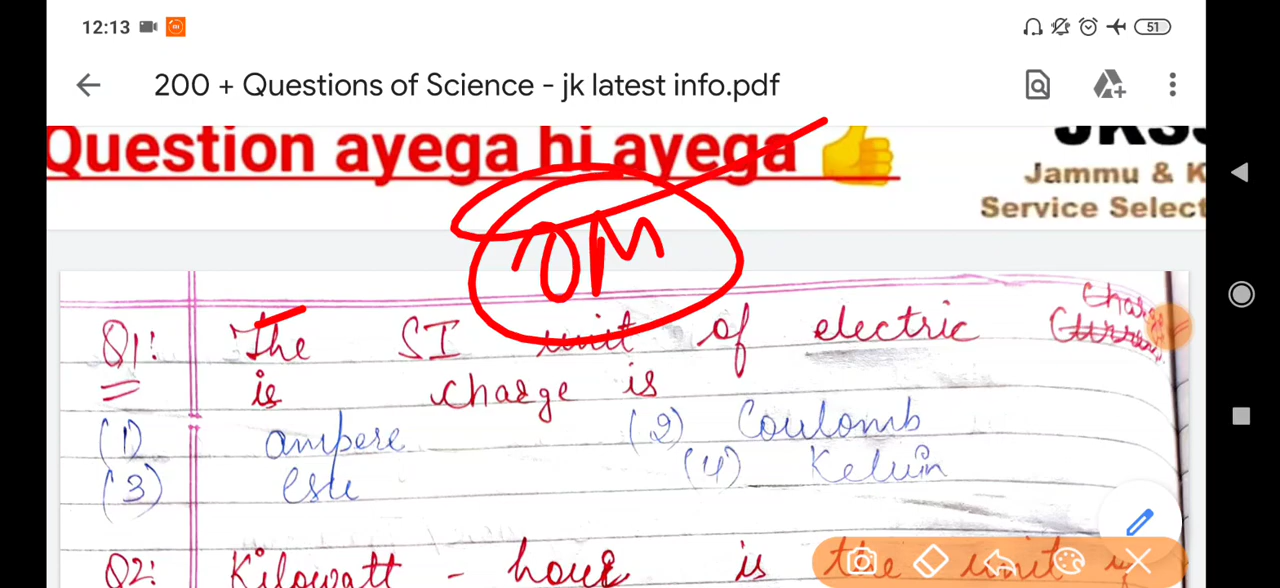 12:13
51
200 + Questions of Science - jk latest info.pdf
Question ayega hi ayega
Jammu & K
Service Select
OM
Q1: The SI unit of electric Charge
is charge is
(1) ampere (2) Coulomb
(3) esu (4) Kelvin
Q2: Kilowatt - hour is the unit